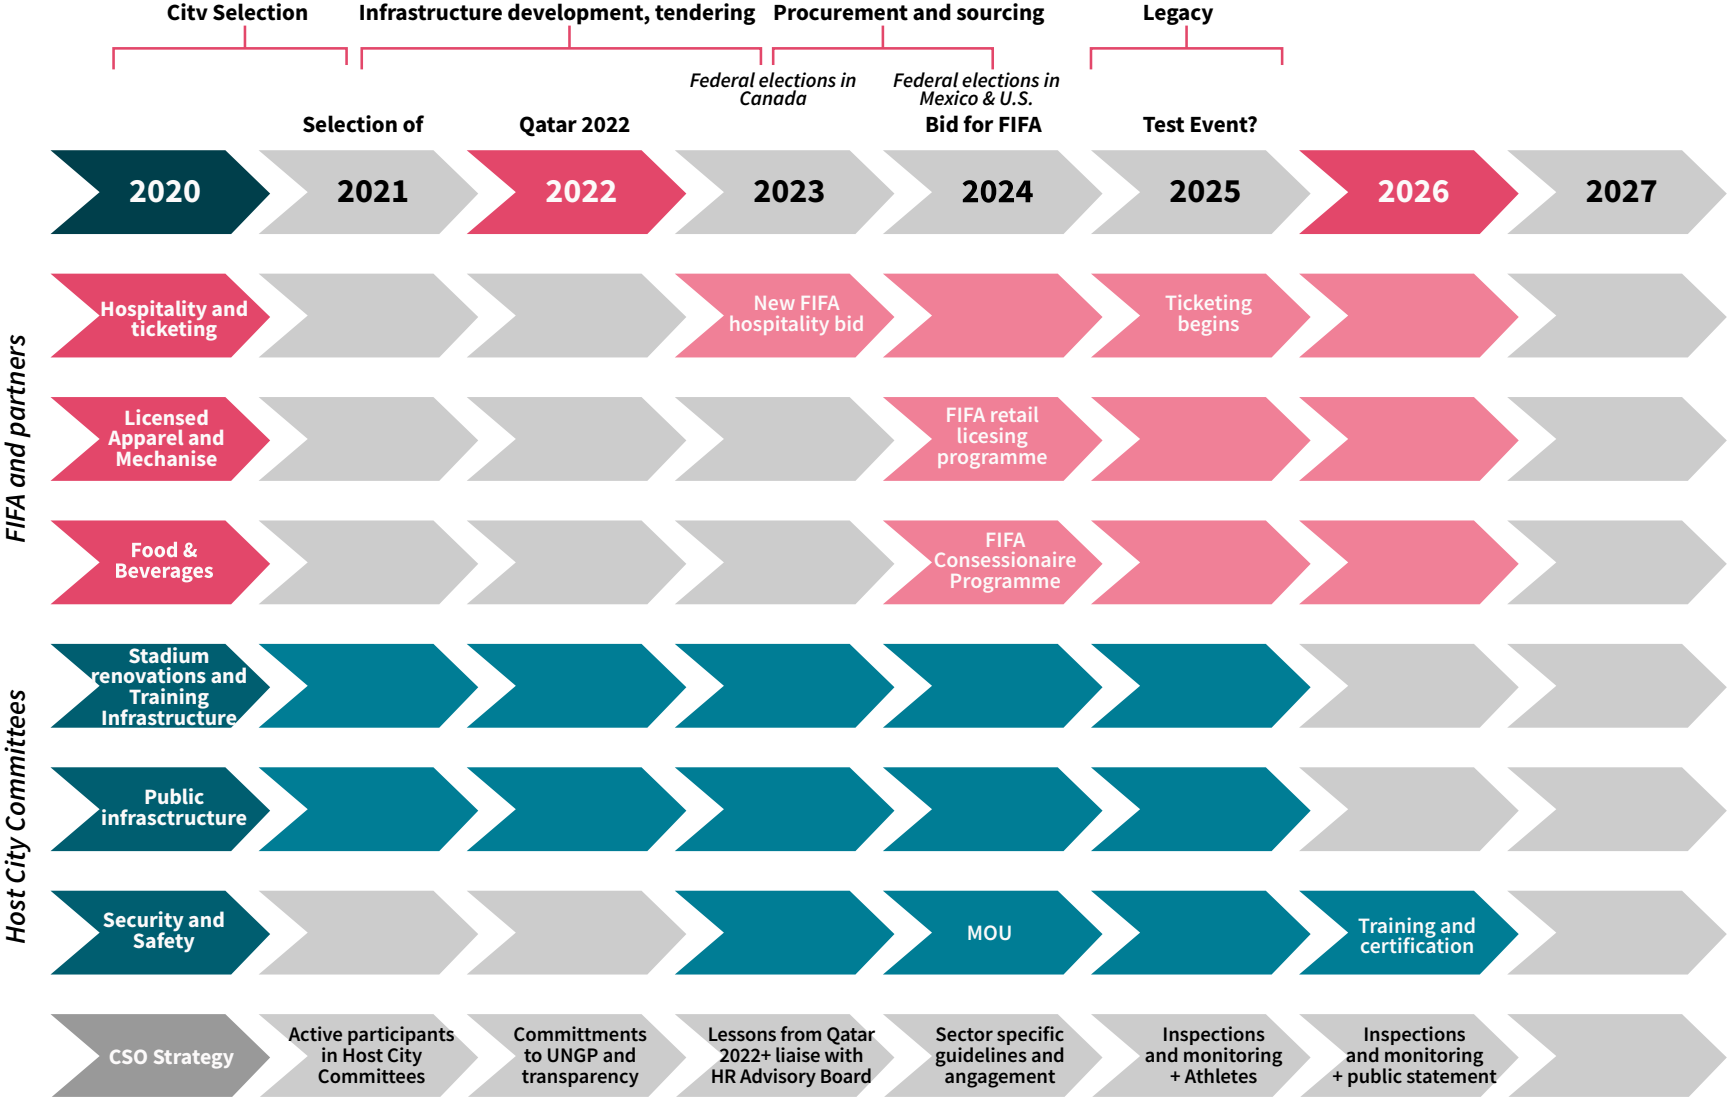 City Selection
Infrastructure development, tendering
Procurement and sourcing
Legacy
Federal elections in
Canada
Federal elections in
Mexico & U.S.
Selection of
Qatar 2022
Bid for FIFA
Test Event?
2020
2021
2022
2023
2024
2025
2026
2027
FIFA and partners
Hospitality and
ticketing
New FIFA
hospitality bid
Ticketing
begins
Licensed
Apparel and
Mechanise
FIFA retail
licesing
programme
Food &
Beverages
FIFA
Consessionaire
Programme
Host City Committees
Stadium
renovations and
Training
Infrastructure
Public
infrasctructure
Security and
Safety
MOU
Training and
certification
CSO Strategy
Active participants
in Host City
Committees
Committments
to UNGP and
transparency
Lessons from Qatar
2022+ liaise with
HR Advisory Board
Sector specific
guidelines and
angagement
Inspections
and monitoring
+ Athletes
Inspections
and monitoring
+ public statement